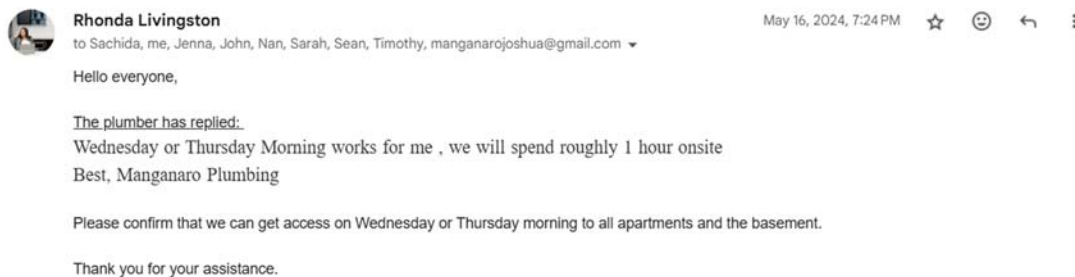 Rhonda Livingston
May 16, 2024, 7:24 PM
to Sachida, me, Jenna, John, Nan, Sarah, Sean, Timothy, manganarojoshua@gmail.com
Hello everyone,
The plumber has replied:
Wednesday or Thursday Morning works for me , we will spend roughly 1 hour onsite
Best, Manganaro Plumbing
Please confirm that we can get access on Wednesday or Thursday morning to all apartments and the basement.
Thank you for your assistance.